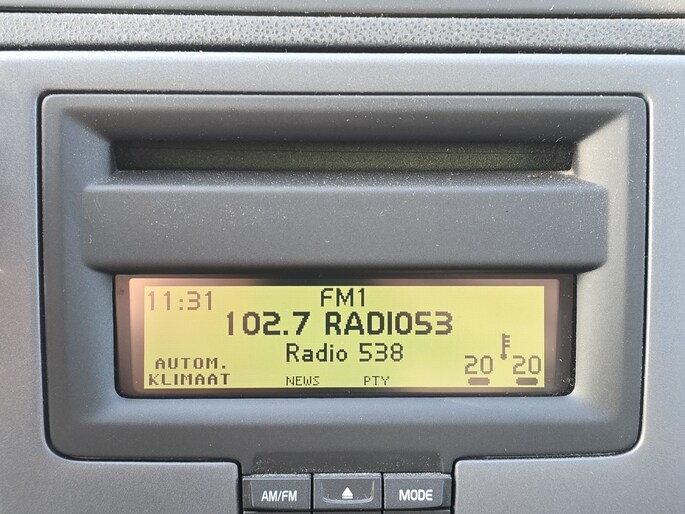 11:31 FM1
102.7 RADIO53
Radio 538
AUTOM.
KLIMAAT NEWS PTY 20 20
AM/FM MODE